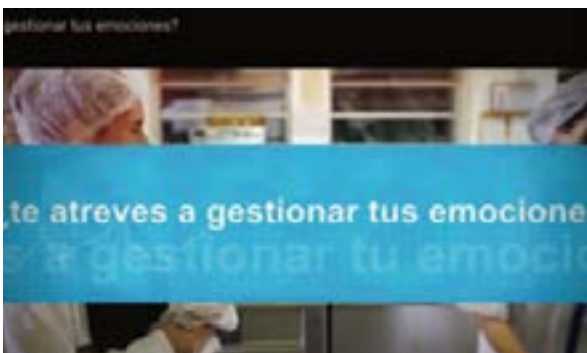 gestionar tus emociones?
¿te atreves a gestionar tus emocione
s a gestionar tu emocio